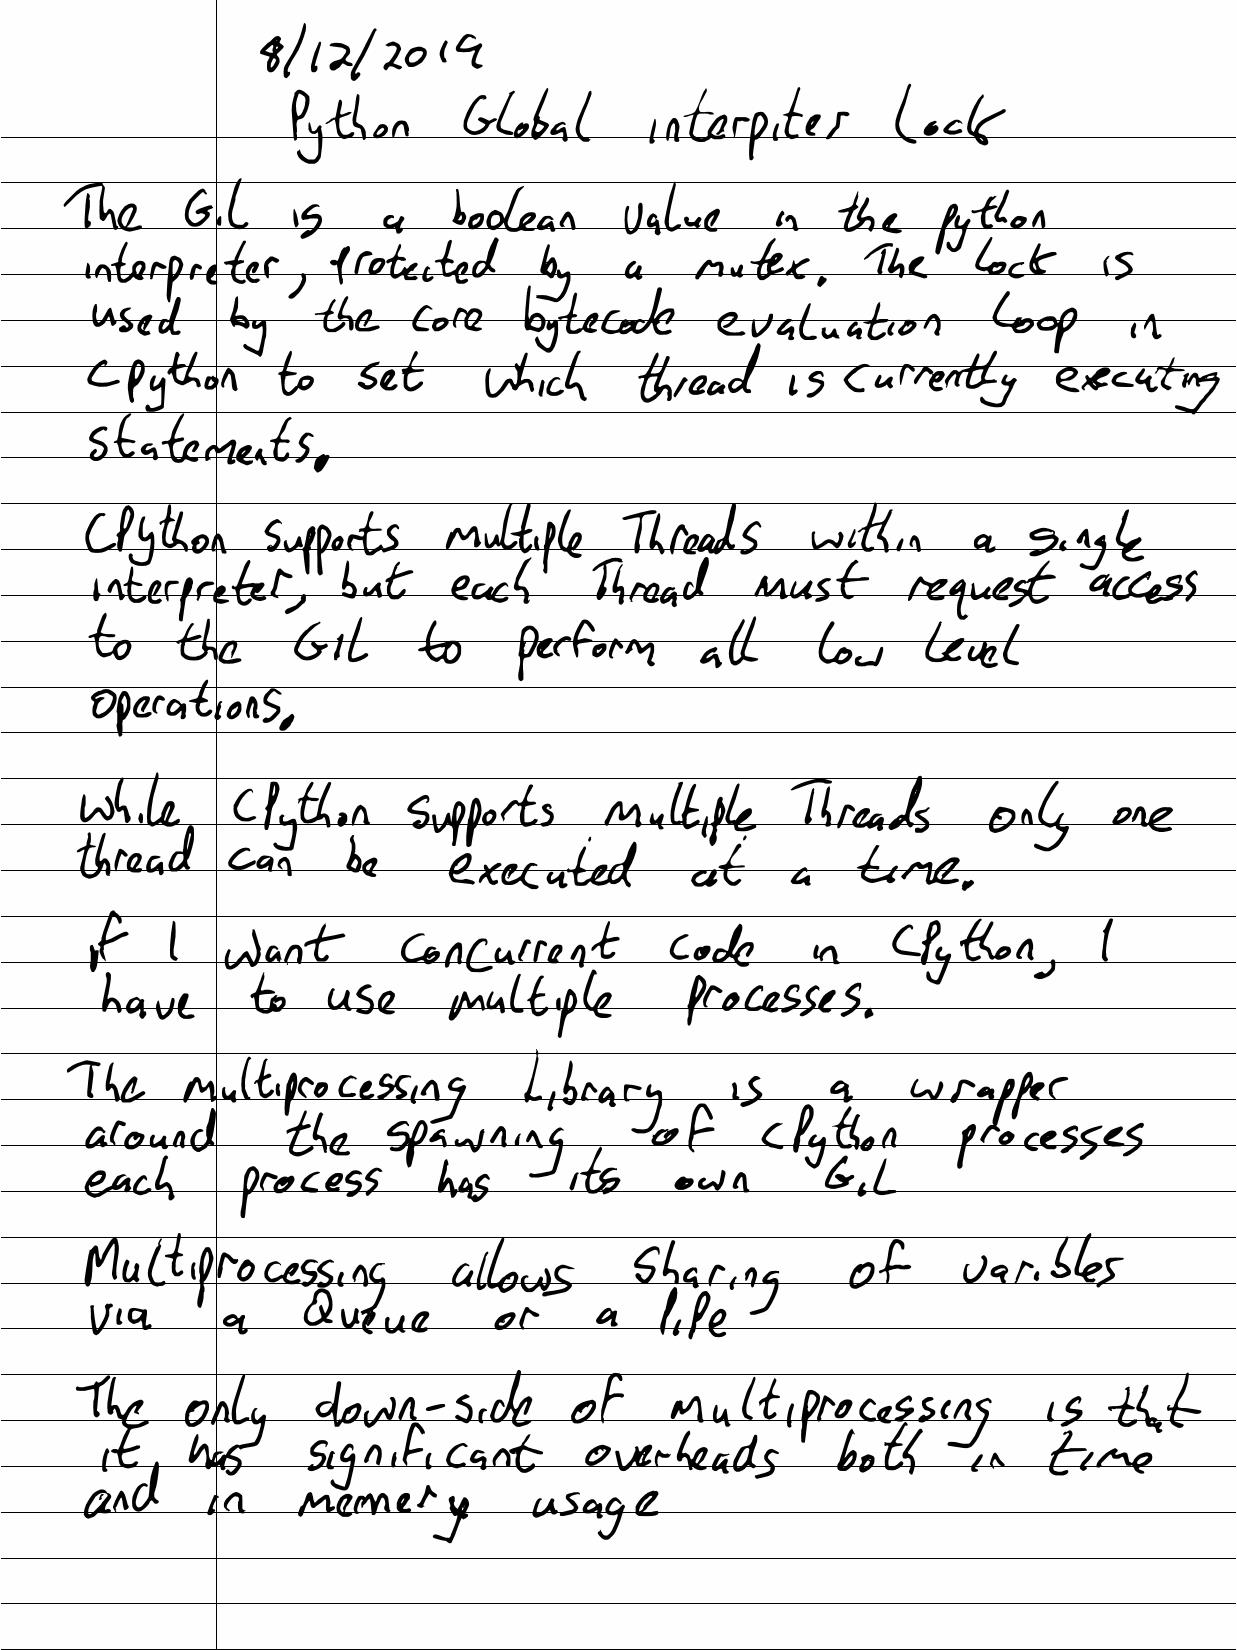 8/12/2019
Python Global interpiter Lock
The GiL is a boolean value in the python
interpreter, protected by a mutex. The lock is
used by the core bytecode evaluation loop in
CPython to set which thread is currently executing
statements.
CPython supports multiple Threads within a single
interpreter, but each Thread must request access
to the GIL to perform all low level
operations.
while CPython supports multiple Threads only one
thread can be executed at a time.
if I want concurrent code in CPython, I
have to use multiple processes.
The multiprocessing Library is a wrapper
around the spawning of CPython processes
each process has its own GiL
Multiprocessing allows sharing of varibles
via a Queue or a Pipe
The only down-side of multiprocessing is that
it has significant overheads both in time
and in memery usage